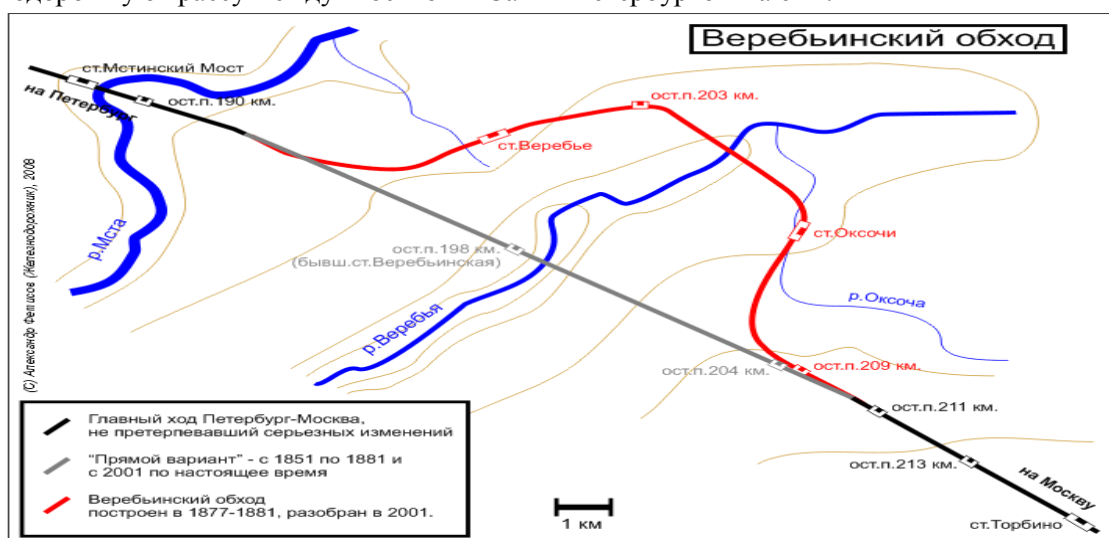 Веребьинский обход
ст.Мстинский Мост
на Петербург
ост.п.190 км.
ост.п.203 км.
ст.Веребье
(С) Александр Фетисов (Железнодорожник), 2008
р.Мста
ст.Оксочи
ост.п.198 км.
(бывш.ст.Веребьинская)
р.Оксоча
р.Веребья
ост.п.204 км.
ост.п.209 км.
ост.п.211 км.
Главный ход Петербург-Москва,
не претерпевавший серьезных изменений
"Прямой вариант" - с 1851 по 1881 и
с 2001 по настоящее время
Веребьинский обход
построен в 1877-1881, разобран в 2001.
ост.п.213 км.
на Москву
1 км
ст.Торбино